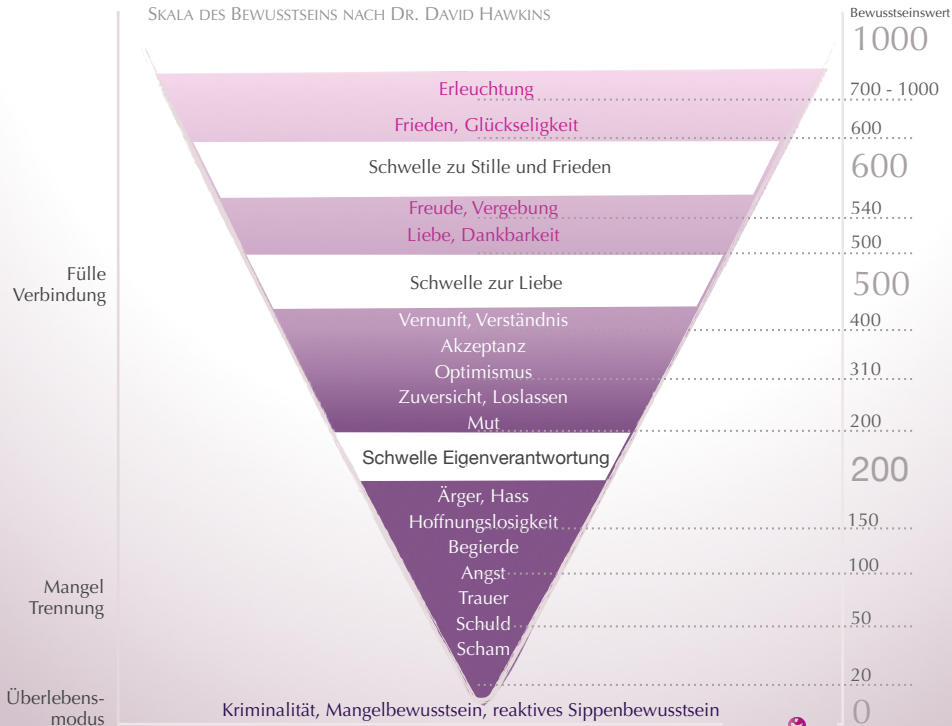 SKALA DES BEWUSSTSEINS NACH DR. DAVID HAWKINS
Bewusstseinswert
1000
Erleuchtung
700 - 1000
Frieden, Glückseligkeit
600
Schwelle zu Stille und Frieden
600
Freude, Vergebung
540
Liebe, Dankbarkeit
500
Fülle
Verbindung
Schwelle zur Liebe
500
Vernunft, Verständnis
400
Akzeptanz
Optimismus
310
Zuversicht, Loslassen
Mut
200
Schwelle Eigenverantwortung
200
Ärger, Hass
Hoffnungslosigkeit
150
Begierde
Angst
100
Mangel
Trennung
Trauer
Schuld
50
Scham
20
Überlebens-
modus
Kriminalität, Mangelbewusstsein, reaktives Sippenbewusstsein
0